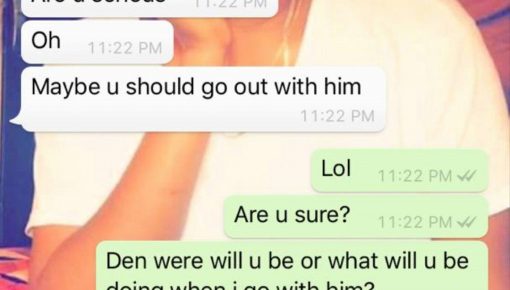 Are u serious
11:22 PM
Oh 11:22 PM
Maybe u should go out with him
11:22 PM
Lol 11:22 PM
Are u sure? 11:22 PM
Den were will u be or what will u be
doing when i go with him?